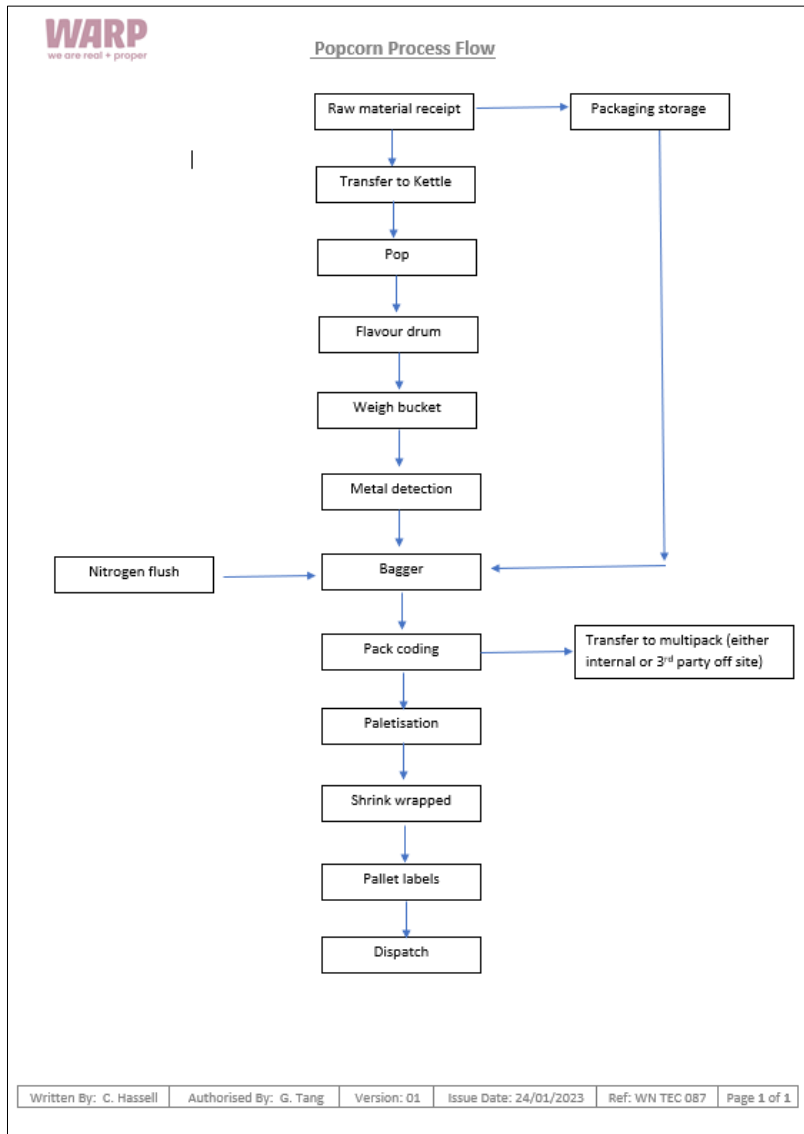 WARP
we are real + proper
Popcorn Process Flow
Raw material receipt
Packaging storage
Transfer to Kettle
Pop
Flavour drum
Weigh bucket
Metal detection
Nitrogen flush
Bagger
Pack coding
Transfer to multipack (either
internal or 3rd party off site)
Paletisation
Shrink wrapped
Pallet labels
Dispatch
Written By: C. Hassell
Authorised By: G. Tang
Version: 01
Issue Date: 24/01/2023
Ref: WN TEC 087
Page 1 of 1